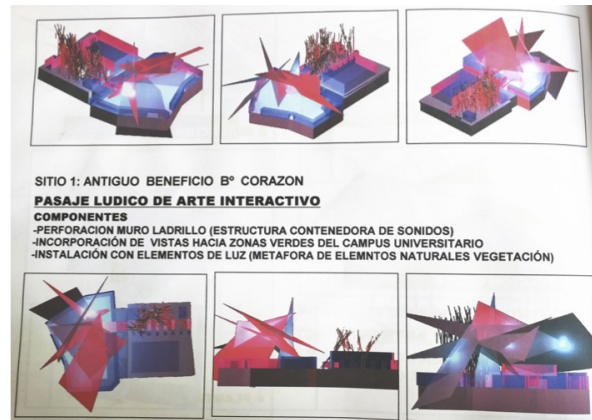 SITIO 1: ANTIGUO BENEFICIO Bº CORAZON
PASAJE LUDICO DE ARTE INTERACTIVO
COMPONENTES
-PERFORACION MURO LADRILLO (ESTRUCTURA CONTENEDORA DE SONIDOS)
-INCORPORACIÓN DE VISTAS HACIA ZONAS VERDES DEL CAMPUS UNIVERSITARIO
-INSTALACIÓN CON ELEMENTOS DE LUZ (METAFORA DE ELEMNTOS NATURALES VEGETACIÓN)